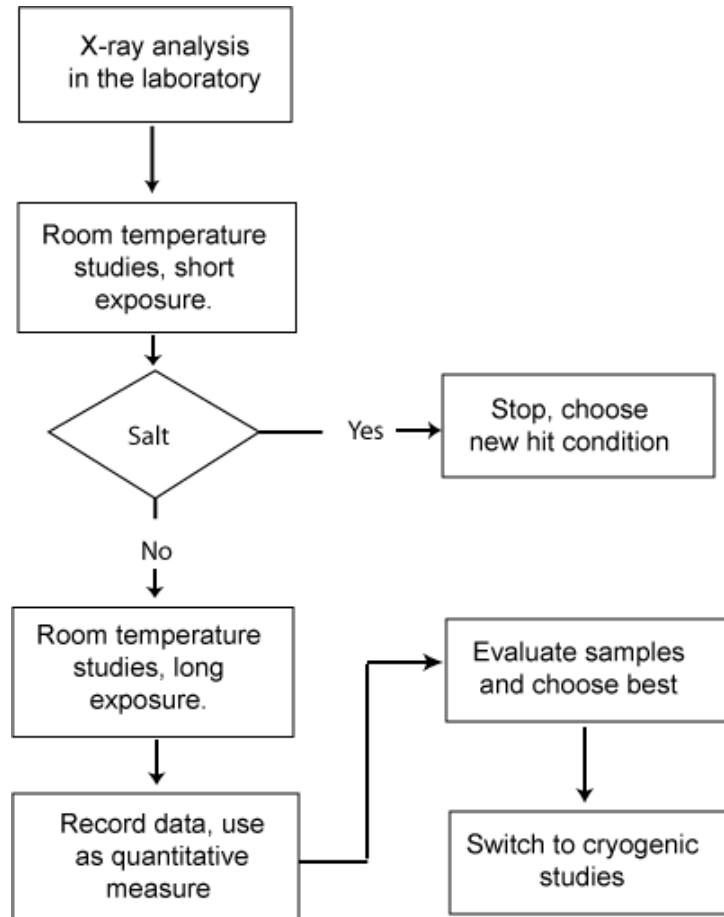 X-ray analysis
in the laboratory
Room temperature
studies, short
exposure.
Salt
Yes
Stop, choose
new hit condition
No
Room temperature
studies, long
exposure.
Record data, use
as quantitative
measure
Evaluate samples
and choose best
Switch to cryogenic
studies